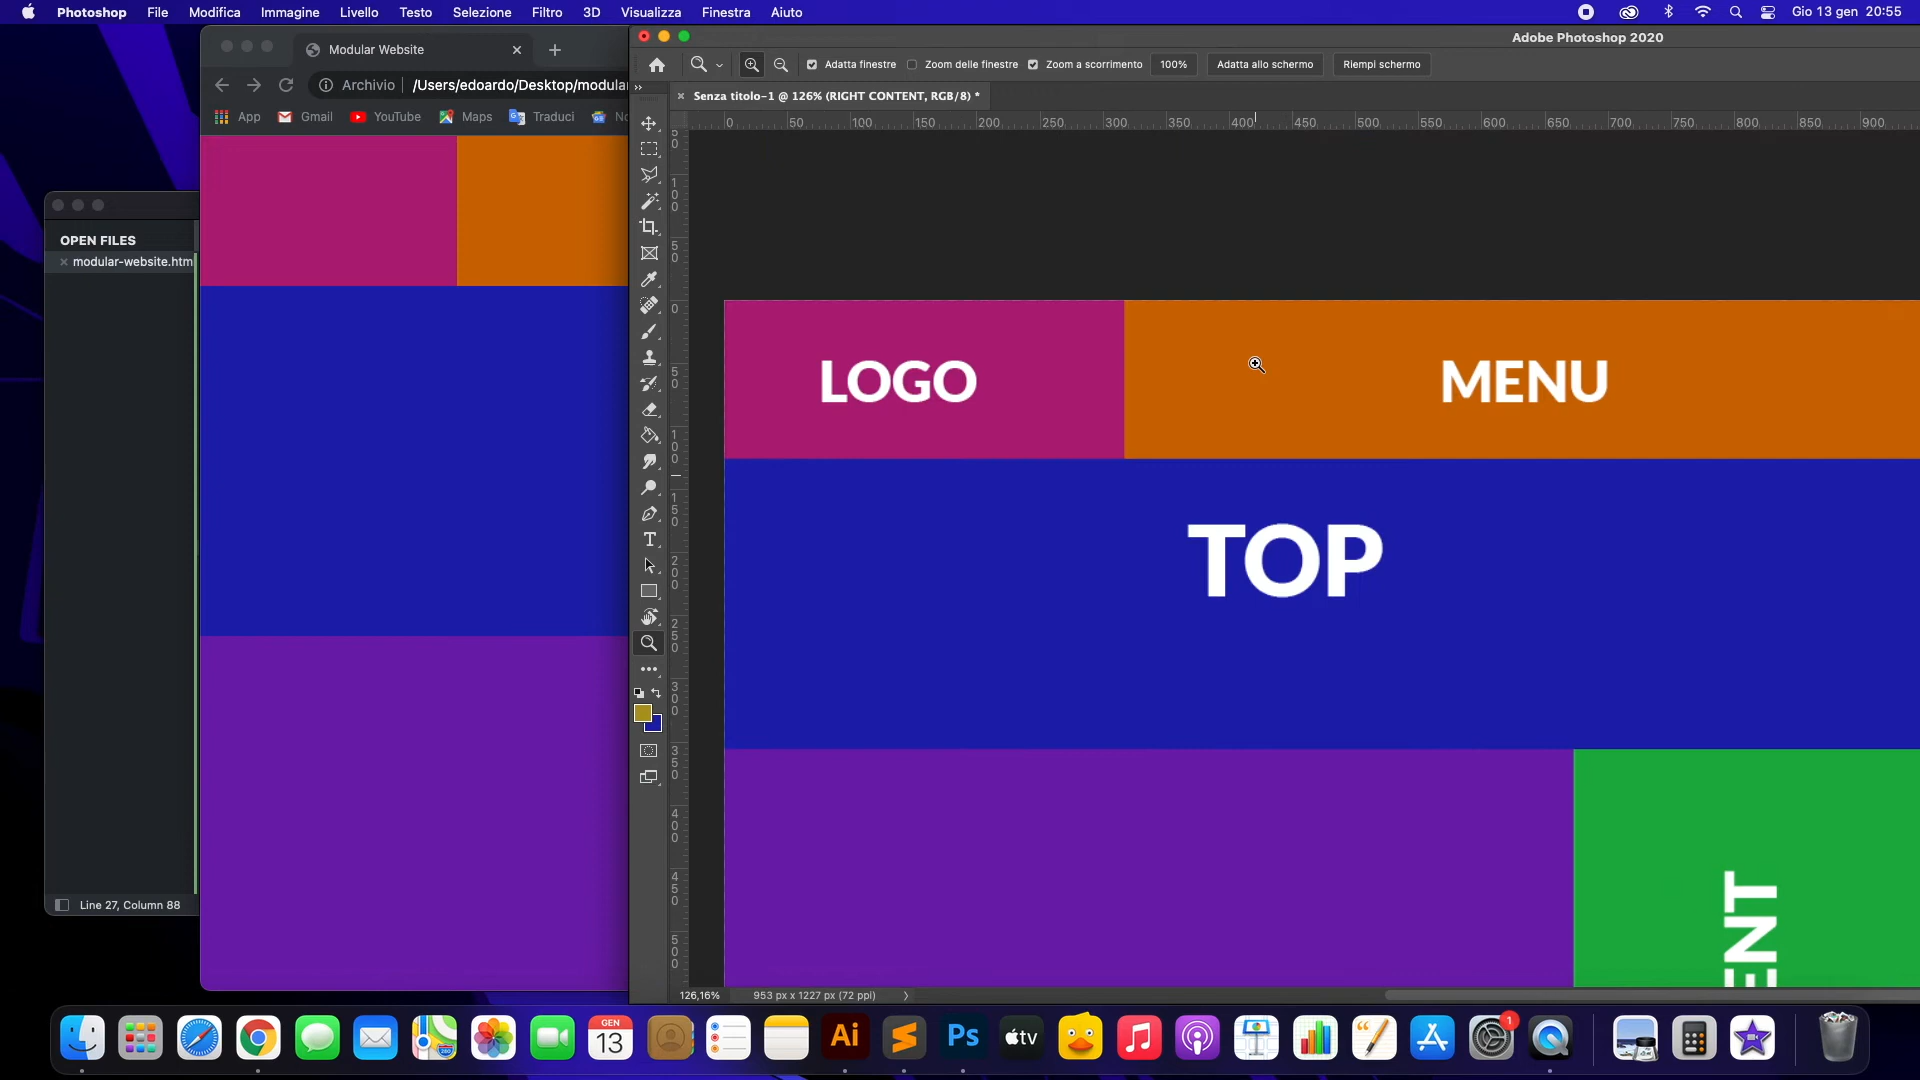 Photoshop File Modifica Immagine Livello Testo Selezione Filtro 3D Visualizza Finestra Aiuto Gio 13 gen 20:55
Adobe Photoshop 2020
Modular Website
Adatta finestre Zoom delle finestre Zoom a scorrimento 100% Adatta allo schermo Riempi schermo
Archivio /Users/edoardo/Desktop/modular
Senza titolo-1 @ 126% (RIGHT CONTENT, RGB/8) *
App Gmail YouTube Maps Traduci No
0 50 100 150 200 250 300 350 400 450 500 550 600 650 700 750 800 850 900
OPEN FILES
modular-website.htm
LOGO
MENU
TOP
ENT
Line 27, Column 88
126,16% 953 px x 1227 px (72 ppi)
GEN
13
280
Ai
Ps
tv
1